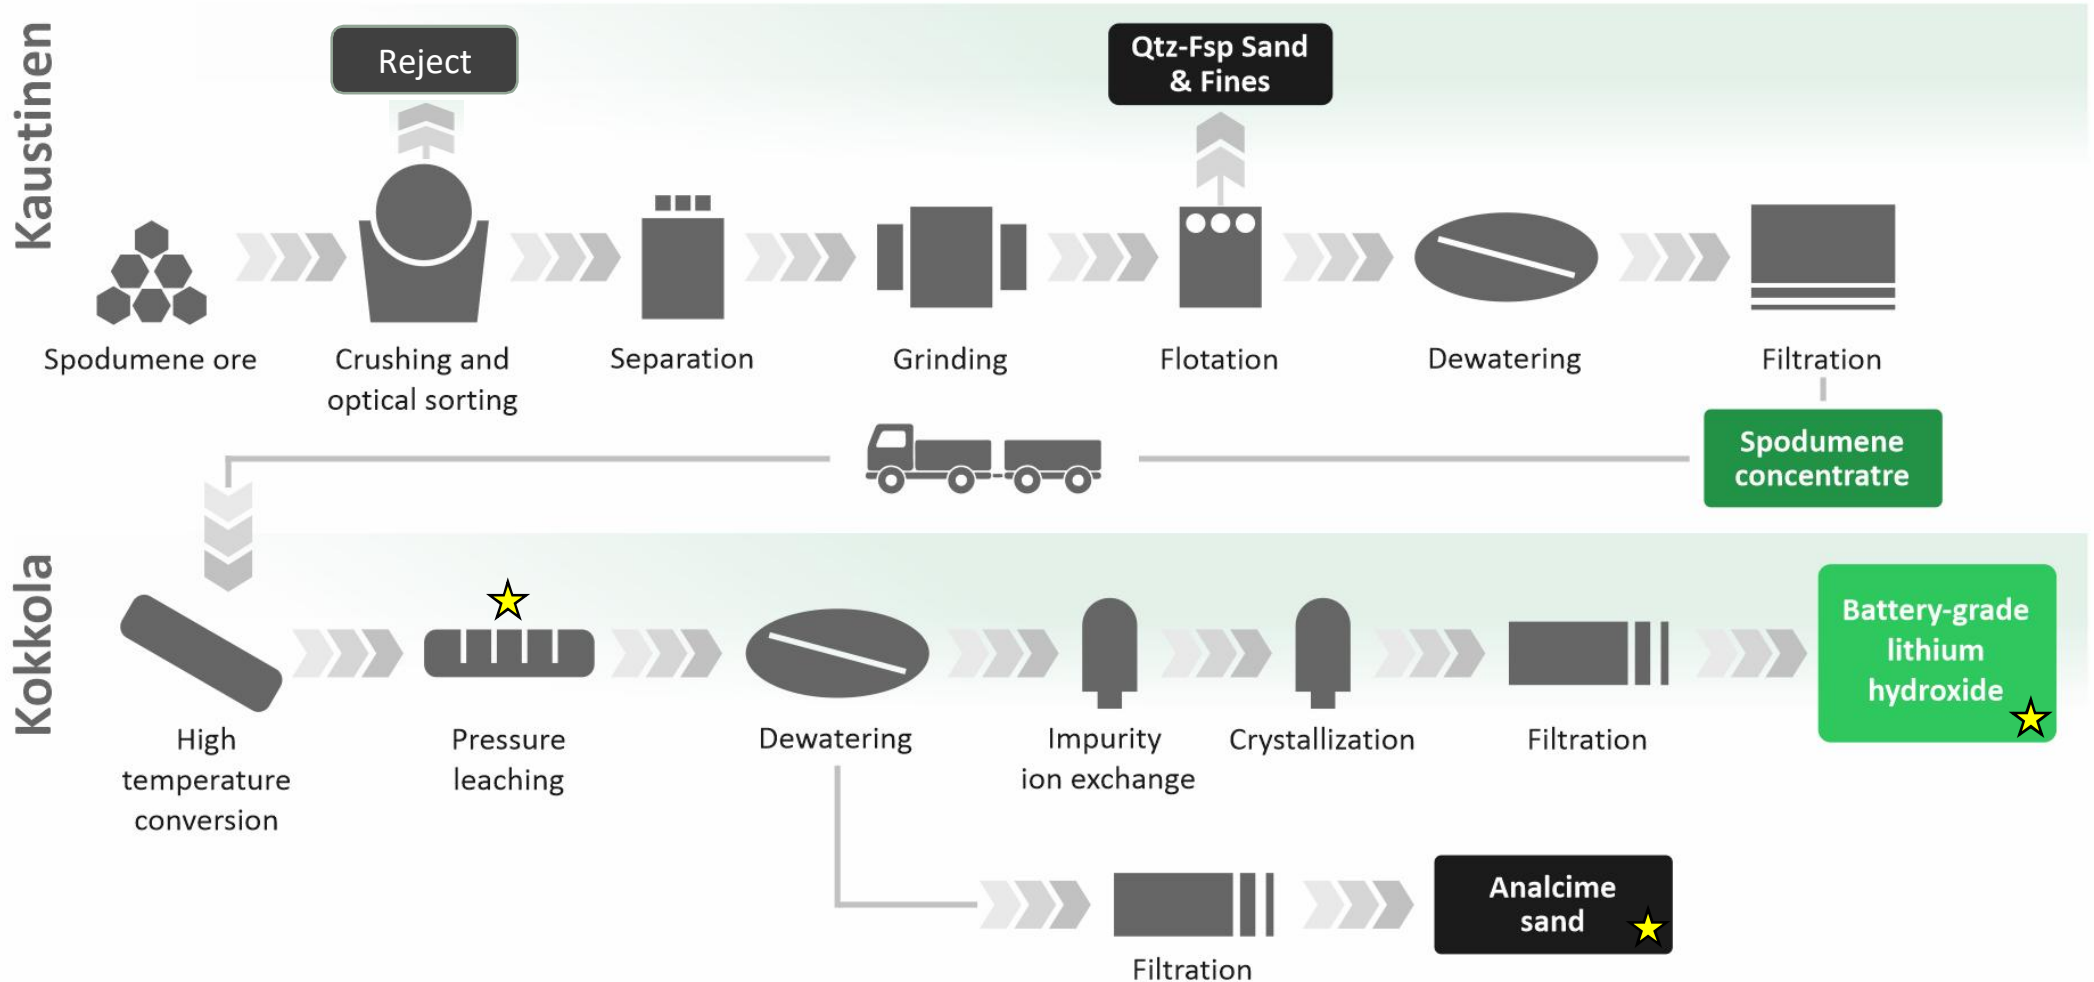 Kaustinen
Reject
Qtz-Fsp Sand
& Fines
Spodumene ore
Crushing and
optical sorting
Separation
Grinding
Flotation
Dewatering
Filtration
Spodumene
concentratre
Kokkola
High
temperature
conversion
Pressure
leaching
Dewatering
Impurity
ion exchange
Crystallization
Filtration
Battery-grade
lithium
hydroxide
Filtration
Analcime
sand